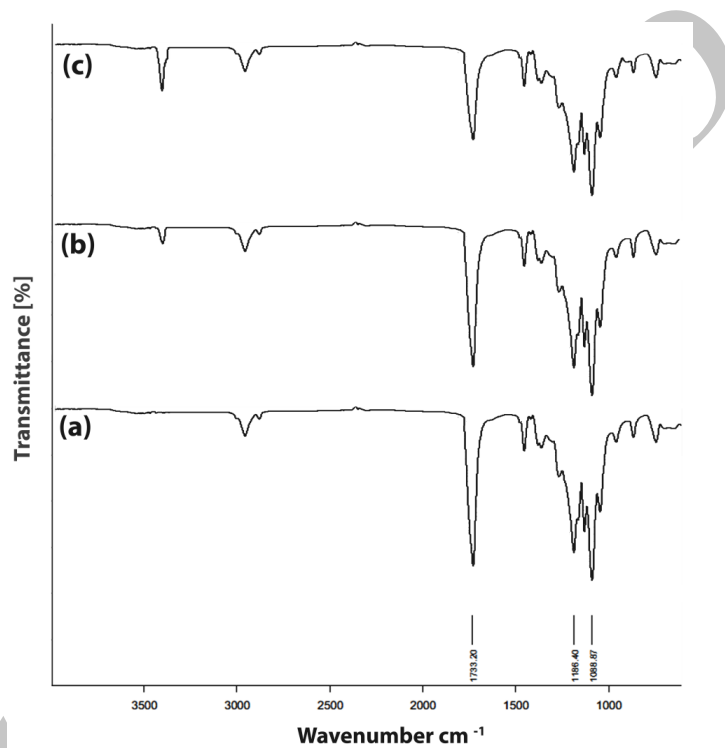 (c)
(b)
(a)
Transmittance [%]
1733.20
1186.40
1088.87
3500 3000 2500 2000 1500 1000
Wavenumber cm -1